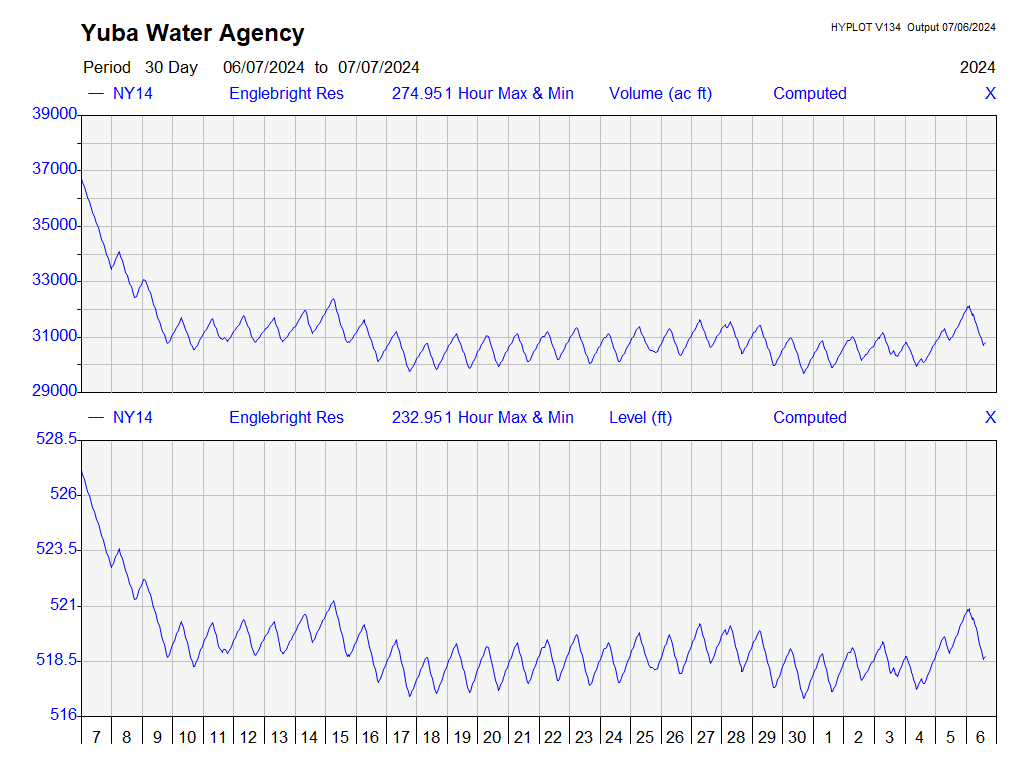 Yuba Water Agency
HYPLOT V134 Output 07/06/2024
Period 30 Day 06/07/2024 to 07/07/2024 2024
NY14 Englebright Res 274.951 Hour Max & Min Volume (ac ft) Computed X
39000
37000
35000
33000
31000
29000
NY14 Englebright Res 232.951 Hour Max & Min Level (ft) Computed X
528.5
526
523.5
521
518.5
516
7 8 9 10 11 12 13 14 15 16 17 18 19 20 21 22 23 24 25 26 27 28 29 30 1 2 3 4 5 6